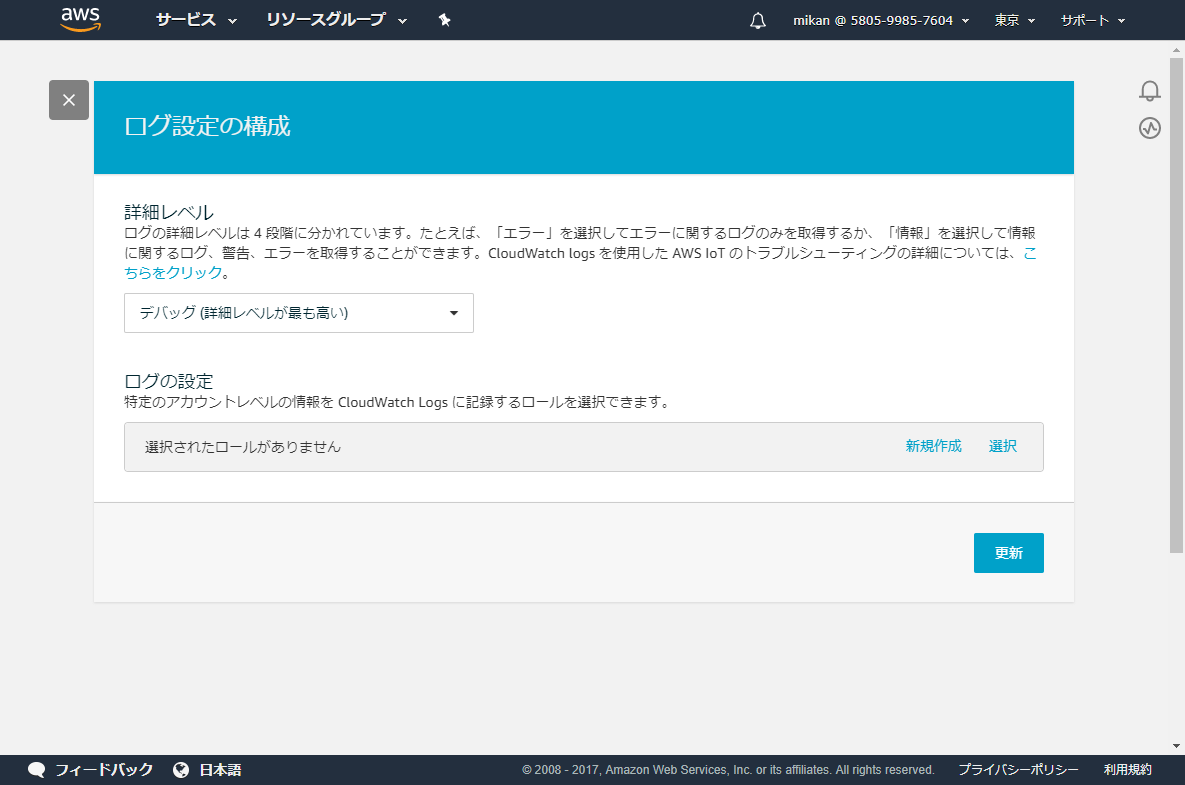 aws サービス リソースグループ mikan @ 5805-9985-7604 東京 サポート
ログ設定の構成
詳細レベル
ログの詳細レベルは 4 段階に分かれています。たとえば、「エラー」を選択してエラーに関するログのみを取得するか、「情報」を選択して情報
に関するログ、警告、エラーを取得することができます。CloudWatch logs を使用した AWS IoT のトラブルシューティングの詳細については、こ
ちらをクリック。
デバッグ (詳細レベルが最も高い)
ログの設定
特定のアカウントレベルの情報を CloudWatch Logs に記録するロールを選択できます。
選択されたロールがありません 新規作成 選択
更新
フィードバック 日本語 © 2008 - 2017, Amazon Web Services, Inc. or its affiliates. All rights reserved. プライバシーポリシー 利用規約